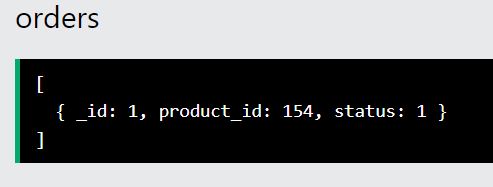 orders
[
{ _id: 1, product_id: 154, status: 1 }
]